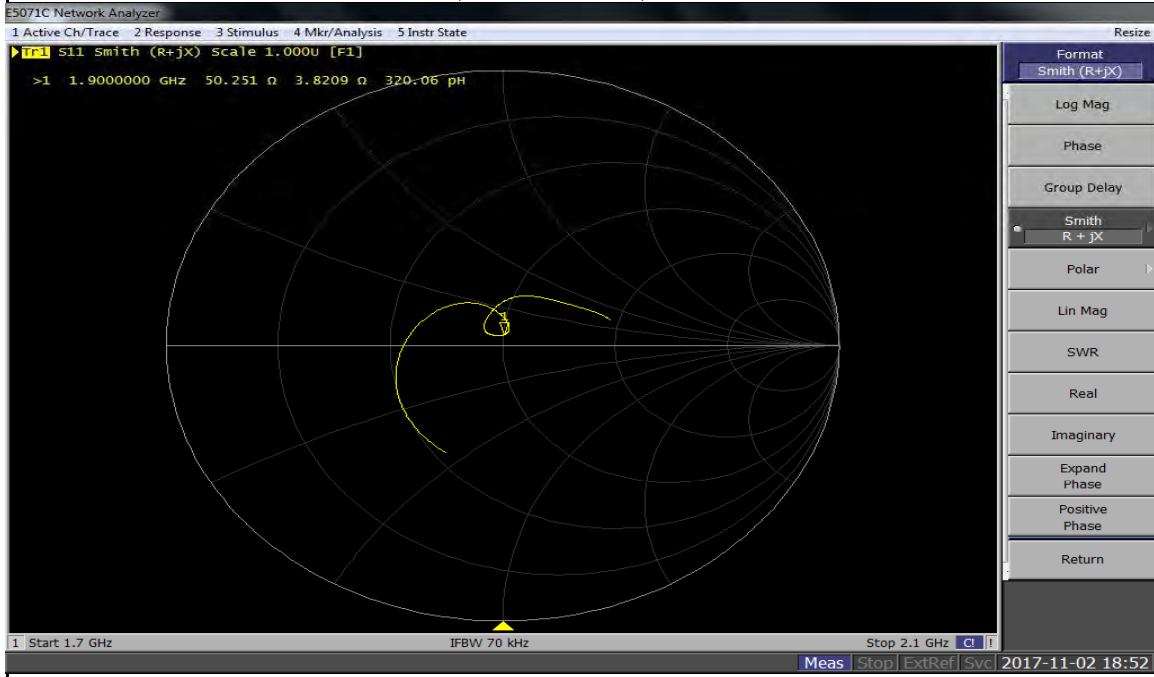 E5071C Network Analyzer
1 Active Ch/Trace 2 Response 3 Stimulus 4 Mkr/Analysis 5 Instr State
Resize
Tr1 S11 Smith (R+jX) Scale 1.000U [F1]
>1 1.9000000 GHz 50.251 Ω 3.8209 Ω 320.06 pH
1
Format
Smith (R+jX)
Log Mag
Phase
Group Delay
Smith
R + jX
Polar
Lin Mag
SWR
Real
Imaginary
Expand
Phase
Positive
Phase
Return
1 Start 1.7 GHz
IFBW 70 kHz
Stop 2.1 GHz C! !
Meas Stop ExtRef Svc 2017-11-02 18:52